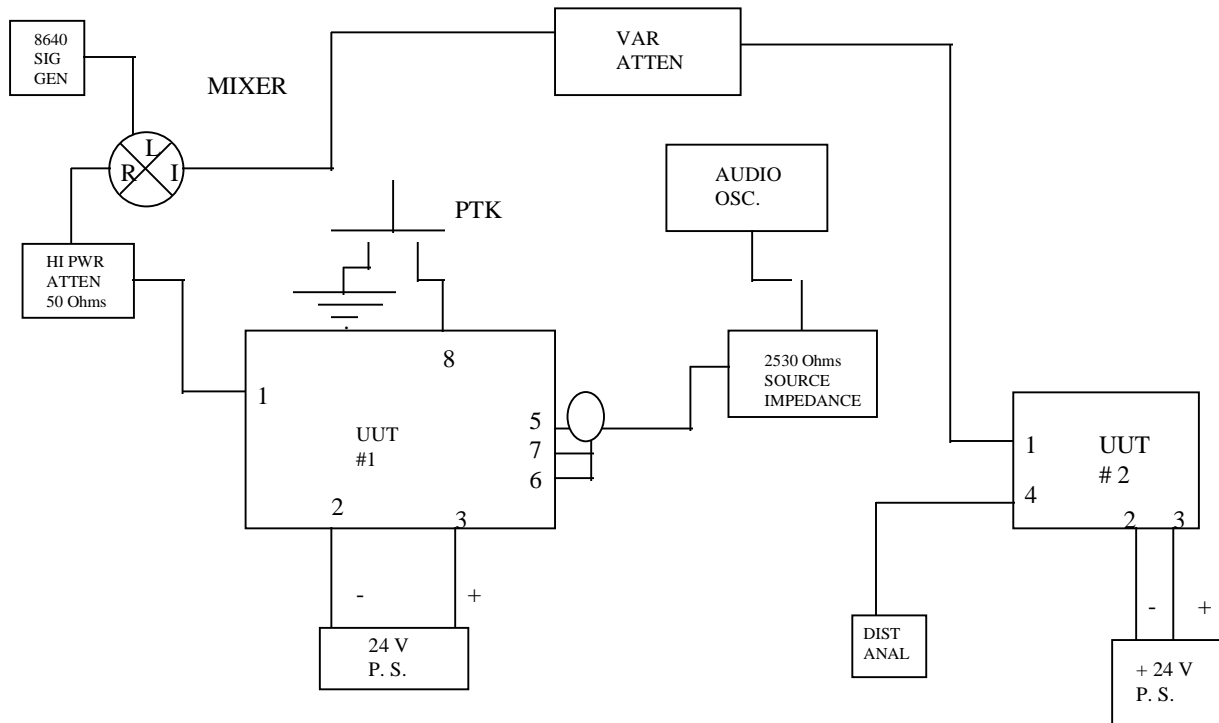 8640
SIG
GEN
MIXER
VAR
ATTEN
L
R
I
AUDIO
OSC.
PTK
HI PWR
ATTEN
50 Ohms
8
1
2530 Ohms
SOURCE
IMPEDANCE
5
7
6
UUT
#1
2
3
1
UUT
# 2
4
2
3
-
+
-
+
24 V
P. S.
DIST
ANAL
+ 24 V
P. S.